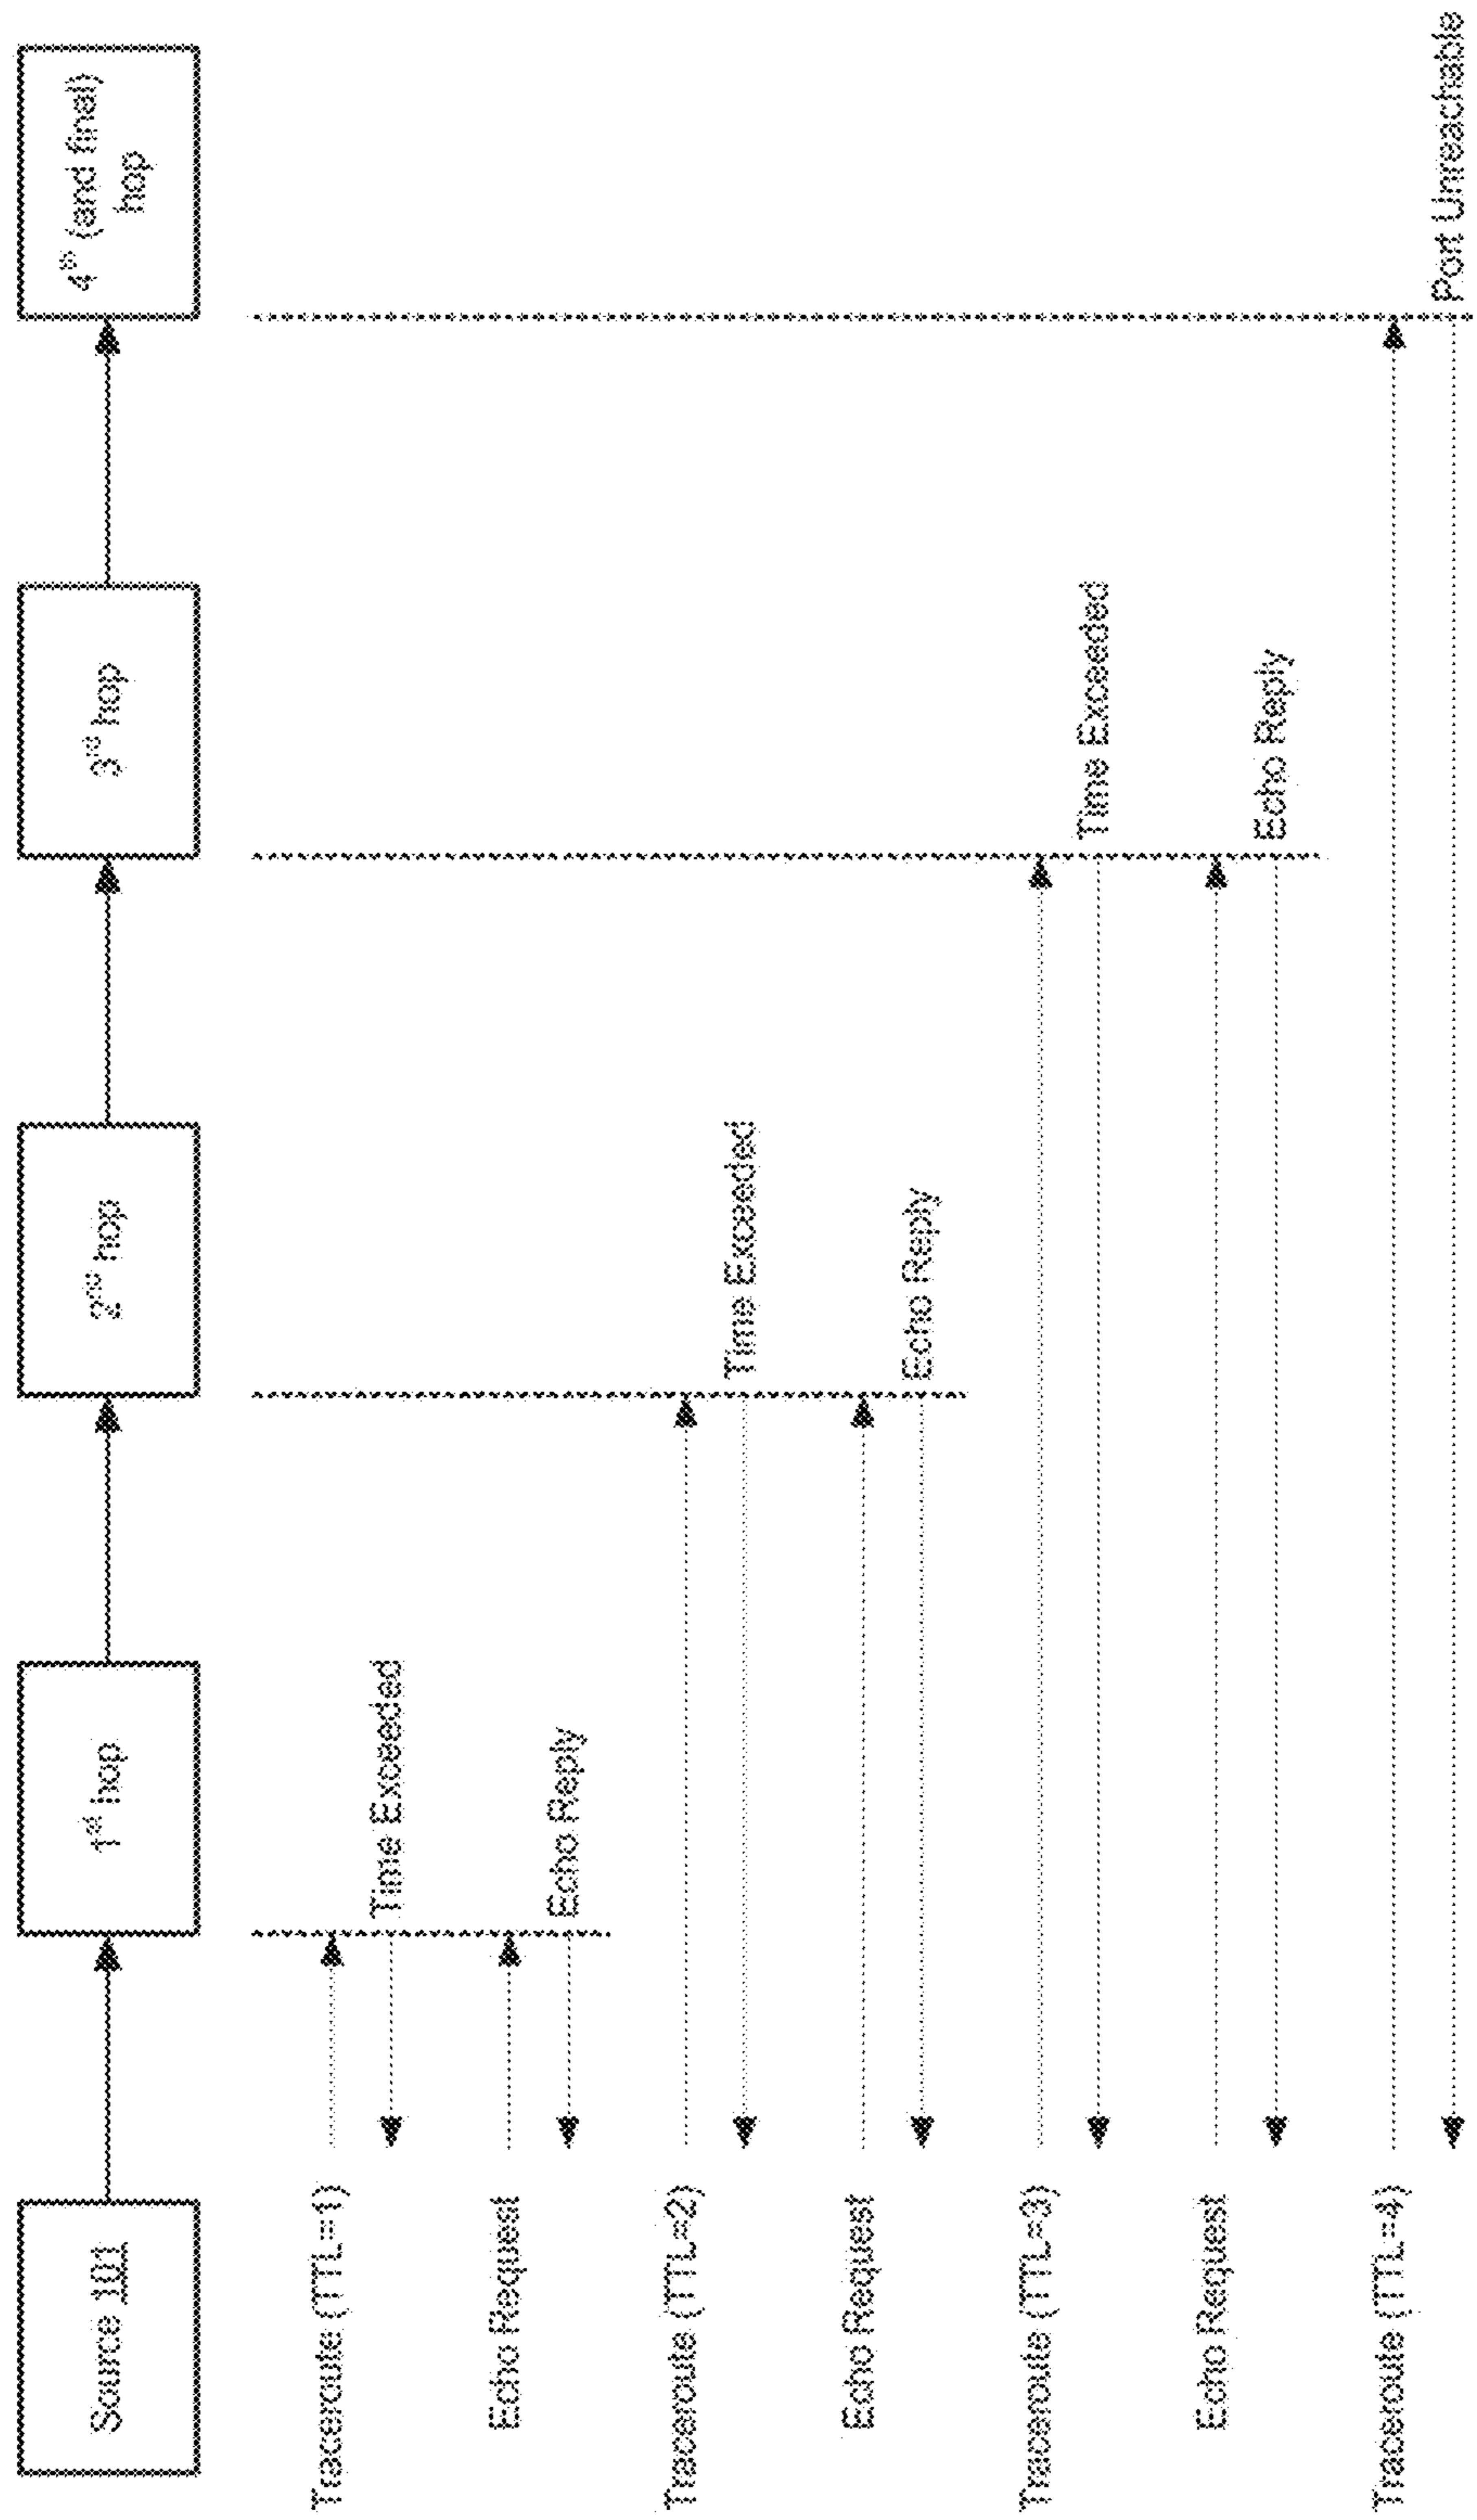 Source 101
1st hop
2nd hop
3rd hop
4th (and final)
hop
Traceroute (TTL=1)
Time Exceeded
Echo Request
Echo Reply
Traceroute (TTL=2)
Time Exceeded
Echo Request
Echo Reply
Traceroute (TTL=3)
Time Exceeded
Echo Request
Echo Reply
Traceroute (TTL=4)
Port Unreachable